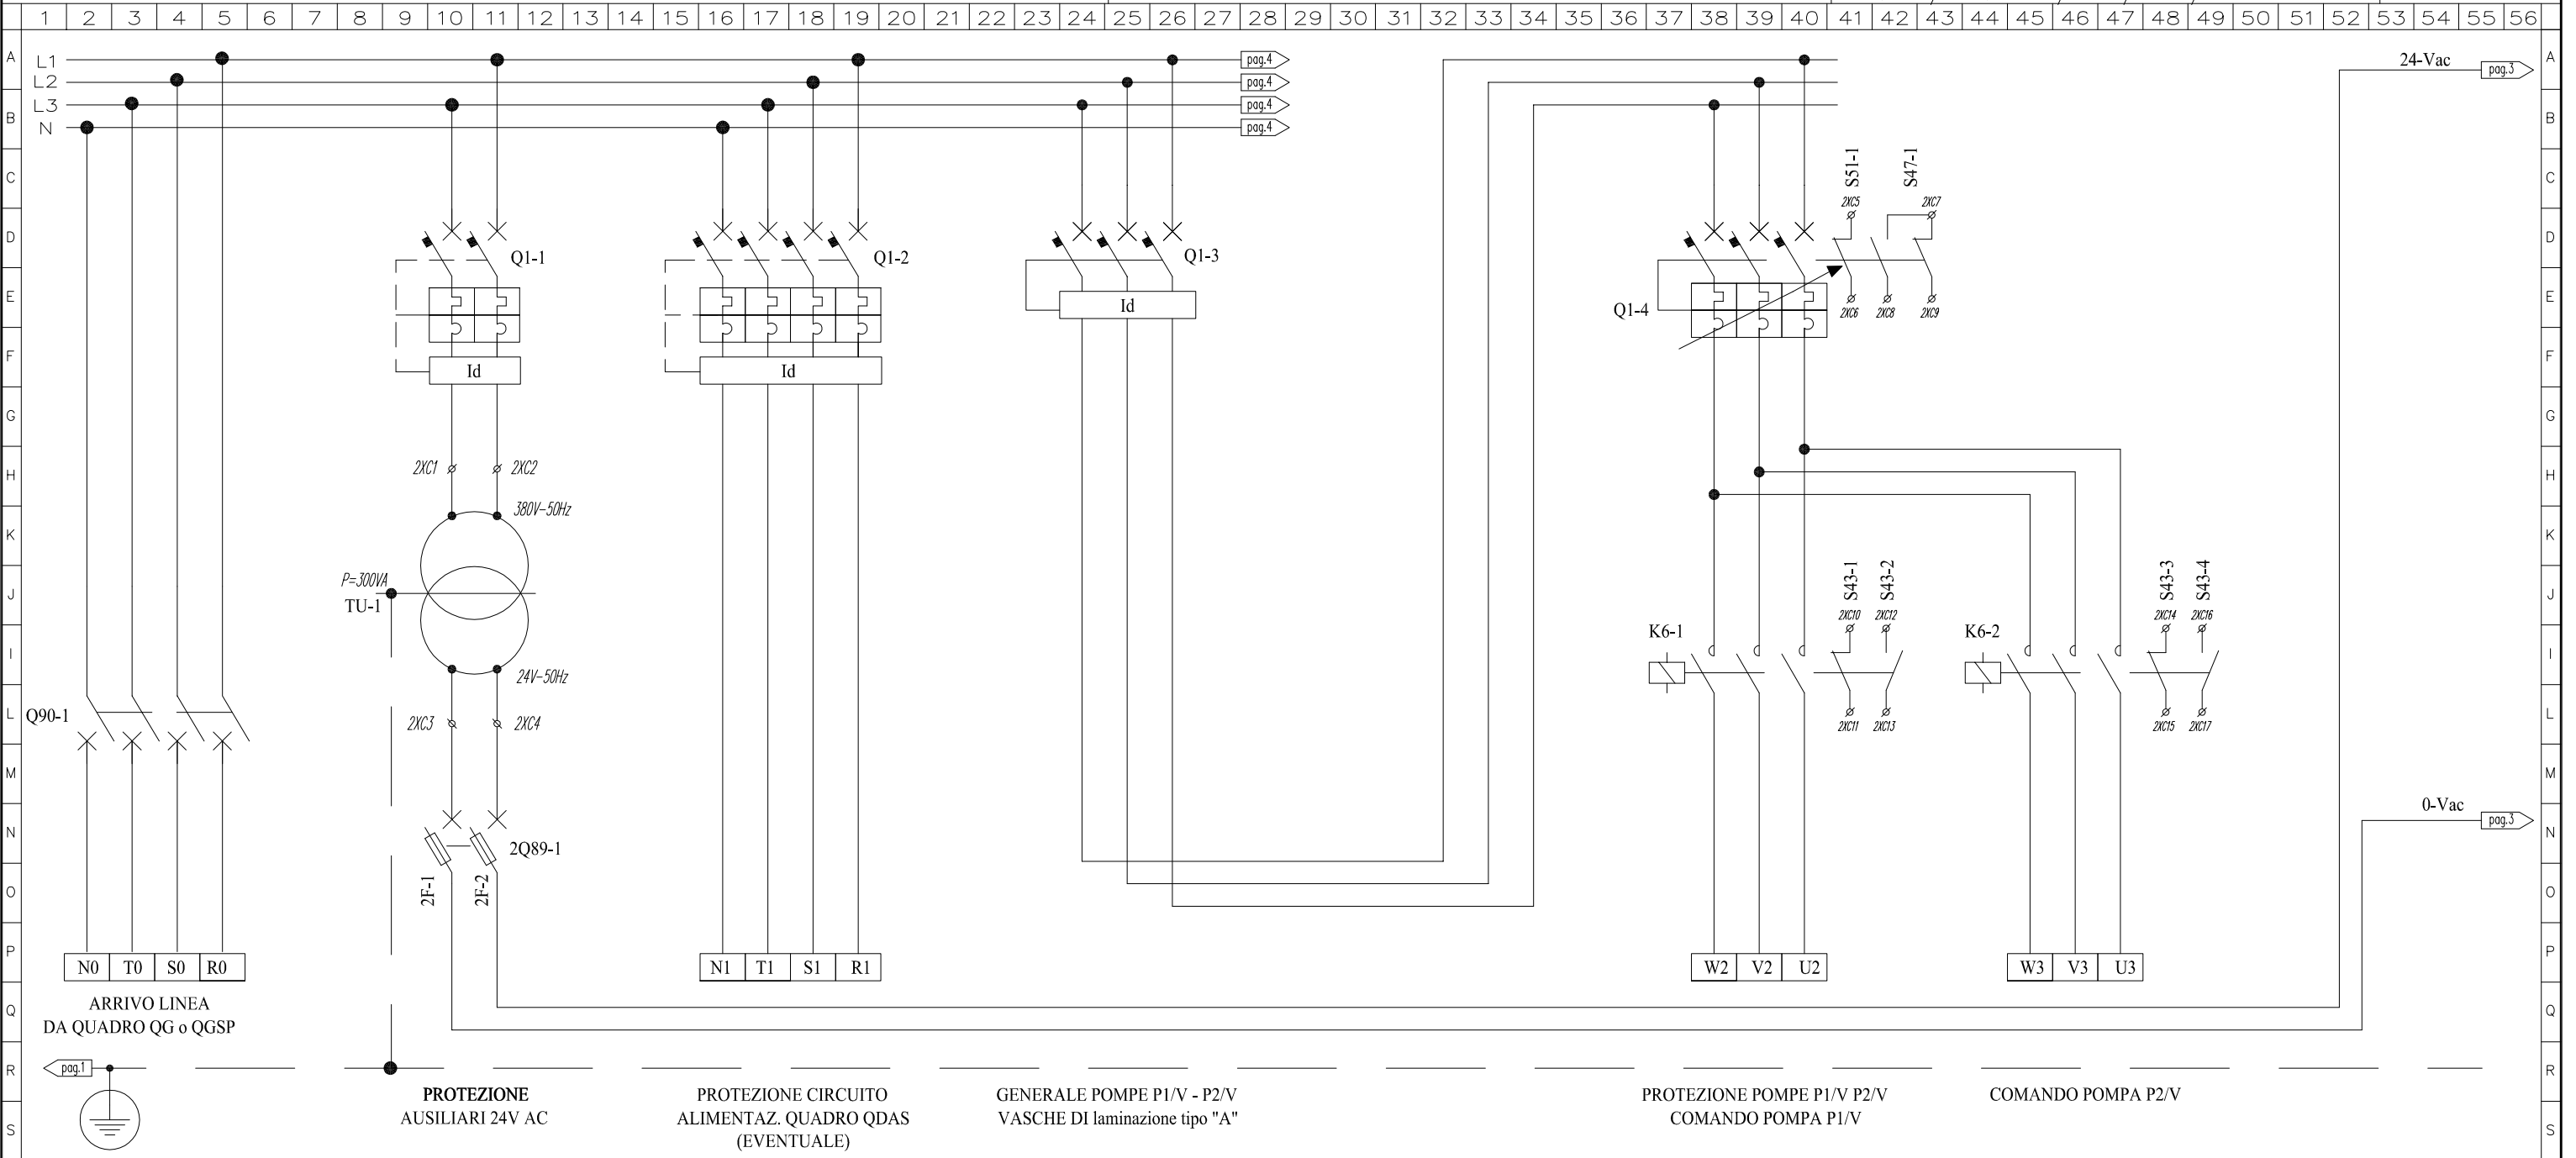 1 2 3 4 5 6 7 8 9 10 11 12 13 14 15 16 17 18 19 20 21 22 23 24 25 26 27 28 29 30 31 32 33 34 35 36 37 38 39 40 41 42 43 44 45 46 47 48 49 50 51 52 53 54 55 56
A L1 pag.4 24-Vac pag.3 A
L2 pag.4
L3 pag.4
B N pag.4 B
C S51-1 S47-1 C
2XC5 2XC7
D Q1-1 Q1-2 Q1-3 D
E Id Q1-4 2XC6 2XC8 2XC9 E
F Id Id F
G G
H 2XC1 2XC2 H
380V-50Hz
K K
P=300VA S43-1 S43-2 S43-3 S43-4
J TU-1 J
2XC10 2XC12 2XC14 2XC16
K6-1 K6-2
I I
24V-50Hz
L Q90-1 2XC3 2XC4 2XC11 2XC13 2XC15 2XC17 L
M M
0-Vac
N pag.3 N
2Q89-1
O 2F-1 2F-2 O
P P
N0 T0 S0 R0 N1 T1 S1 R1 W2 V2 U2 W3 V3 U3
Q Q
ARRIVO LINEA
DA QUADRO QG o QGSP
R pag.1 R
PROTEZIONE
AUSILIARI 24V AC
PROTEZIONE CIRCUITO
ALIMENTAZ. QUADRO QDAS
(EVENTUALE)
GENERALE POMPE P1/V - P2/V
VASCHE DI laminazione tipo "A"
PROTEZIONE POMPE P1/V P2/V
COMANDO POMPA P1/V
COMANDO POMPA P2/V
S S